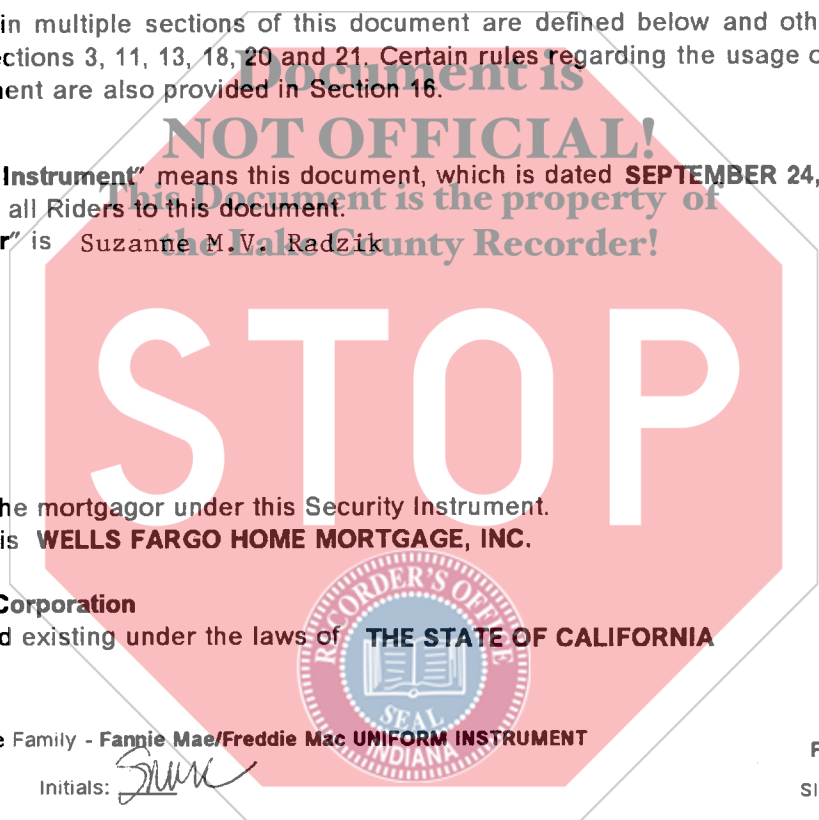 in multiple sections of this document are defined below and oth
ctions 3, 11, 13, 18, 20 and 21. Certain rules regarding the usage o
Document is
ent are also provided in Section 16.
NOT OFFICIAL!
Instrument" means this document, which is dated SEPTEMBER 24,
This Document is the property of
all Riders to this document.
r" is Suzanne M.V. Radzik
the Lake County Recorder!
STOP
he mortgagor under this Security Instrument.
is WELLS FARGO HOME MORTGAGE, INC.
Corporation
d existing under the laws of THE STATE OF CALIFORNIA
RECORDER'S OFFICE
SEAL
INDIANA
e Family - Fannie Mae/Freddie Mac UNIFORM INSTRUMENT
Initials: